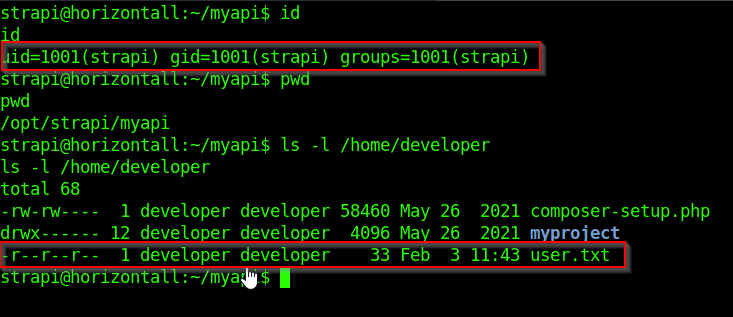 strapi@horizontall:~/myapi$ id
id
uid=1001(strapi) gid=1001(strapi) groups=1001(strapi)
strapi@horizontall:~/myapi$ pwd
pwd
/opt/strapi/myapi
strapi@horizontall:~/myapi$ ls -l /home/developer
ls -l /home/developer
total 68
-rw-rw----  1 developer developer 58460 May 26  2021 composer-setup.php
drwx------ 12 developer developer  4096 May 26  2021 myproject
-r--r--r--  1 developer developer    33 Feb  3 11:43 user.txt
strapi@horizontall:~/myapi$